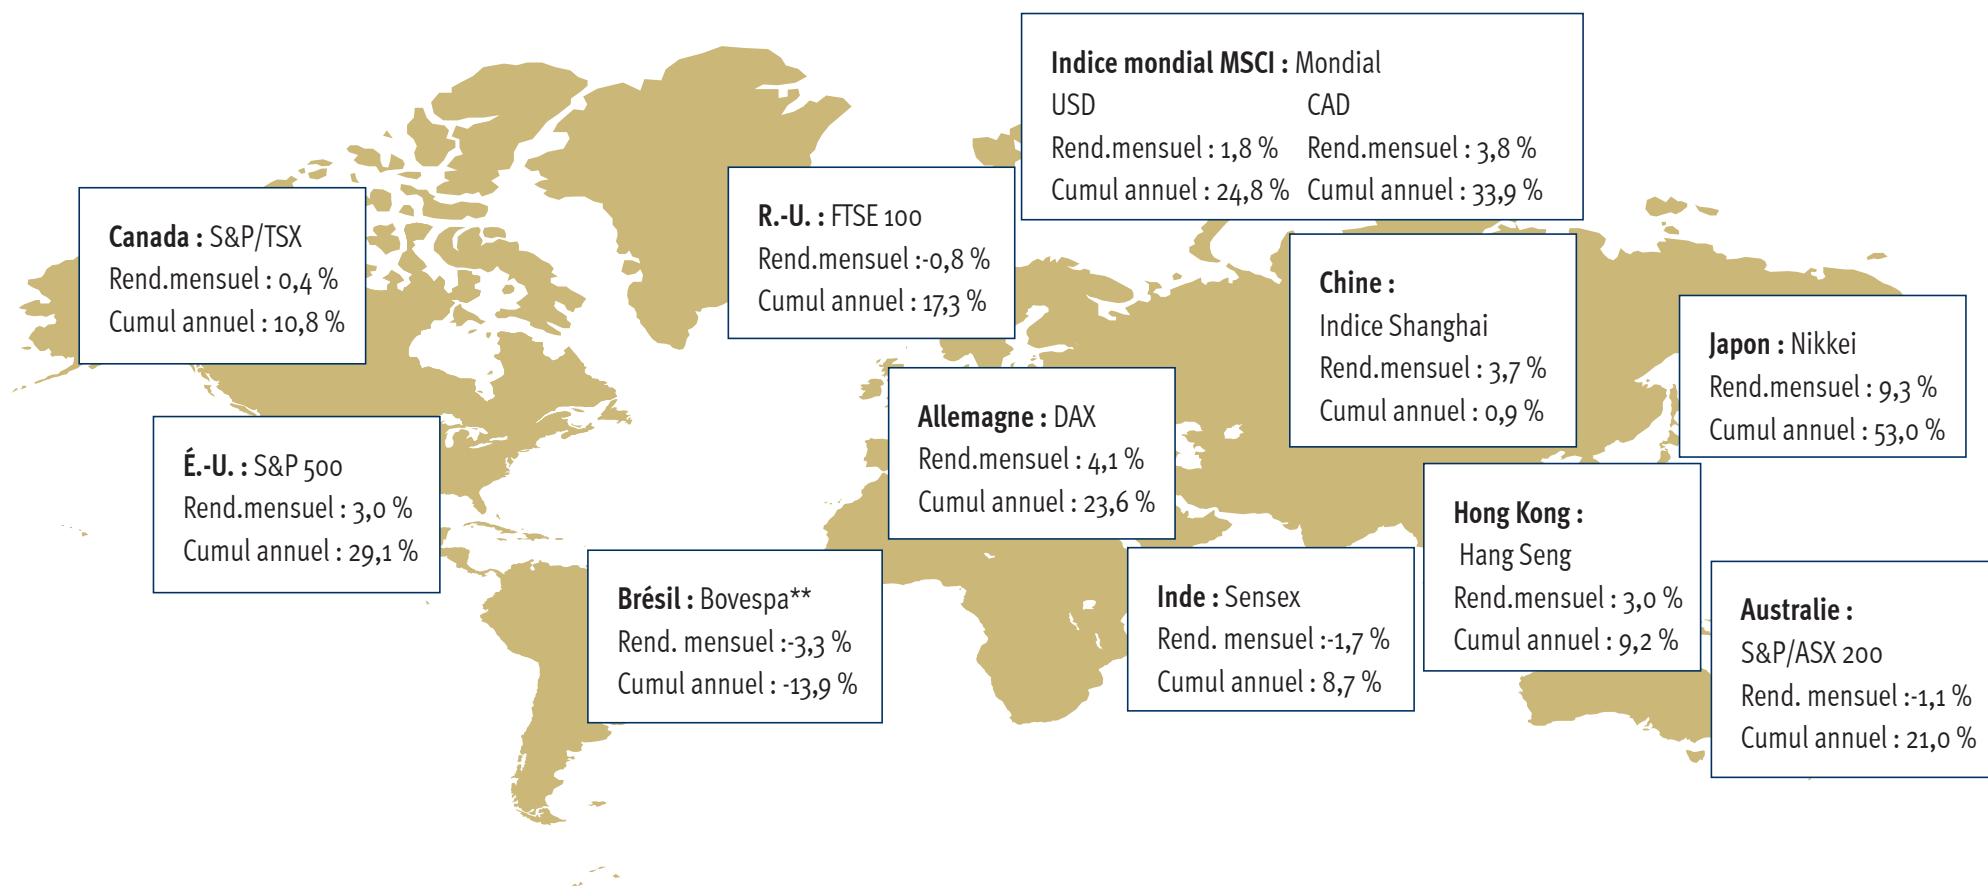 Indice mondial MSCI : Mondial
USD CAD
Rend.mensuel : 1,8 % Rend.mensuel : 3,8 %
Cumul annuel : 24,8 % Cumul annuel : 33,9 %
Canada : S&P/TSX
Rend.mensuel : 0,4 %
Cumul annuel : 10,8 %
R.-U. : FTSE 100
Rend.mensuel :-0,8 %
Cumul annuel : 17,3 %
Chine :
Indice Shanghai
Rend.mensuel : 3,7 %
Cumul annuel : 0,9 %
Japon : Nikkei
Rend.mensuel : 9,3 %
Cumul annuel : 53,0 %
É.-U. : S&P 500
Rend.mensuel : 3,0 %
Cumul annuel : 29,1 %
Allemagne : DAX
Rend.mensuel : 4,1 %
Cumul annuel : 23,6 %
Hong Kong :
Hang Seng
Rend.mensuel : 3,0 %
Cumul annuel : 9,2 %
Brésil : Bovespa**
Rend. mensuel :-3,3 %
Cumul annuel : -13,9 %
Inde : Sensex
Rend. mensuel :-1,7 %
Cumul annuel : 8,7 %
Australie :
S&P/ASX 200
Rend. mensuel :-1,1 %
Cumul annuel : 21,0 %